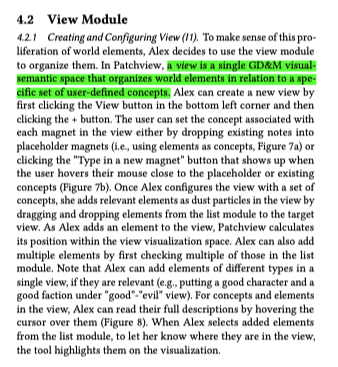 4.2 View Module
4.2.1 Creating and Configuring View (I1). To make sense of this pro-
liferation of world elements, Alex decides to use the view module
to organize them. In Patchview, a view is a single GD&M visual-
semantic space that organizes world elements in relation to a spe-
cific set of user-defined concepts. Alex can create a new view by
first clicking the View button in the bottom left corner and then
clicking the + button. The user can set the concept associated with
each magnet in the view either by dropping existing notes into
placeholder magnets (i.e., using elements as concepts, Figure 7a) or
clicking the "Type in a new magnet" button that shows up when
the user hovers their mouse close to the placeholder or existing
concepts (Figure 7b). Once Alex configures the view with a set of
concepts, she adds relevant elements as dust particles in the view by
dragging and dropping elements from the list module to the target
view. As Alex adds an element to the view, Patchview calculates
its position within the view visualization space. Alex can also add
multiple elements by first checking multiple of those in the list
module. Note that Alex can add elements of different types in a
single view, if they are relevant (e.g., putting a good character and a
good faction under "good"-"evil" view). For concepts and elements
in the view, Alex can read their full descriptions by hovering the
cursor over them (Figure 8). When Alex selects added elements
from the list module, to let her know where they are in the view,
the tool highlights them on the visualization.